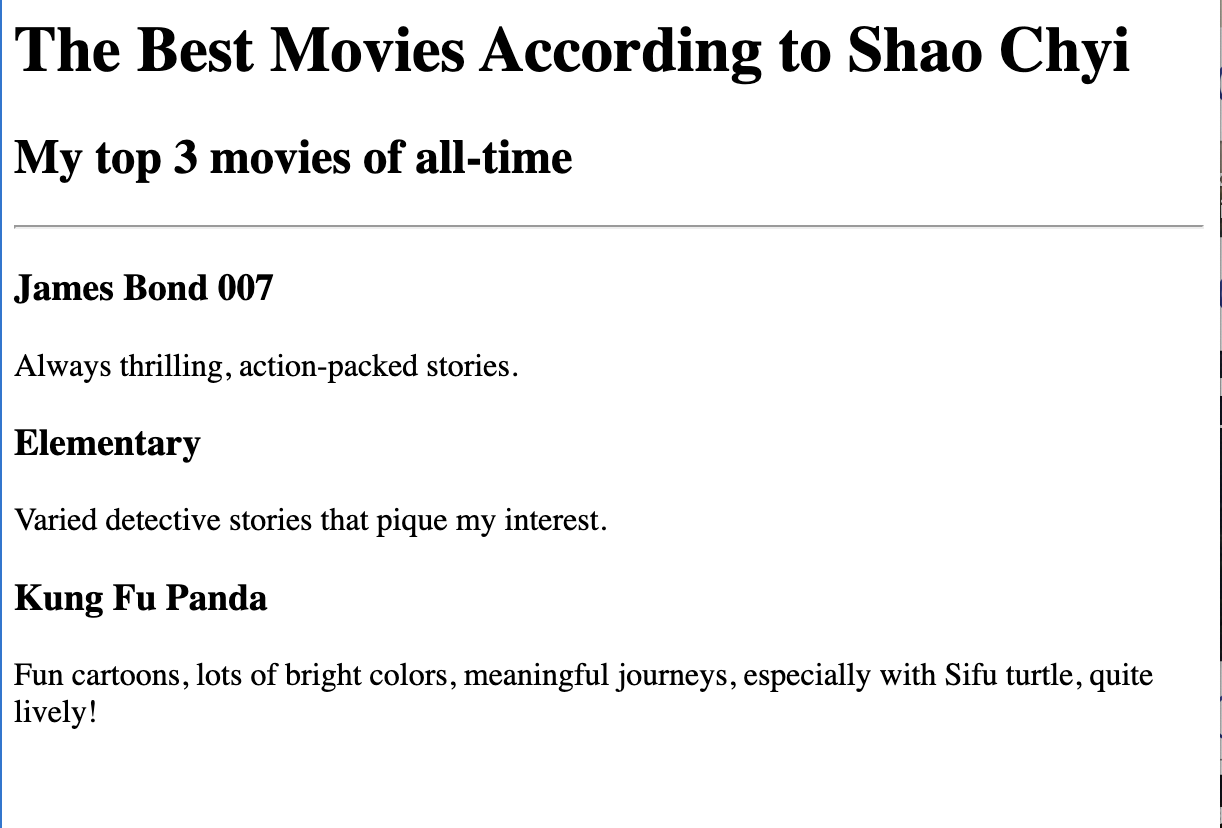 The Best Movies According to Shao Chyi
My top 3 movies of all-time
James Bond 007
Always thrilling, action-packed stories.
Elementary
Varied detective stories that pique my interest.
Kung Fu Panda
Fun cartoons, lots of bright colors, meaningful journeys, especially with Sifu turtle, quite
lively!